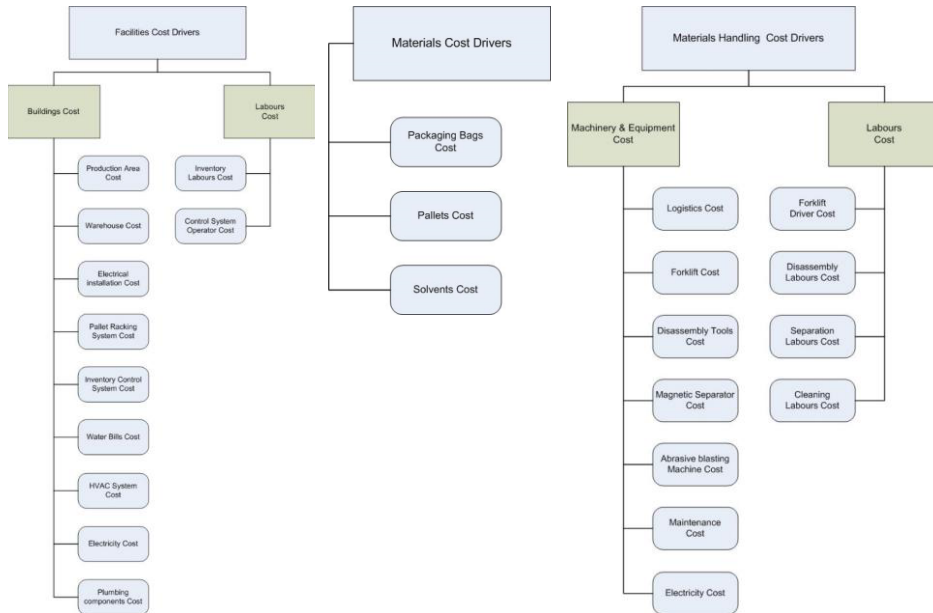 Facilities Cost Drivers
Buildings Cost
Labours
Cost
Production Area
Cost
Warehouse Cost
Electrical
installation Cost
Pallet Racking
System Cost
Inventory Control
System Cost
Water Bills Cost
HVAC System
Cost
Electricity Cost
Plumbing
components Cost
Inventory
Labours Cost
Control System
Operator Cost
Materials Cost Drivers
Packaging Bags
Cost
Pallets Cost
Solvents Cost
Materials Handling Cost Drivers
Machinery & Equipment
Cost
Labours
Cost
Logistics Cost
Forklift Cost
Disassembly Tools
Cost
Magnetic Separator
Cost
Abrasive blasting
Machine Cost
Maintenance
Cost
Electricity Cost
Forklift
Driver Cost
Disassembly
Labours Cost
Separation
Labours Cost
Cleaning
Labours Cost